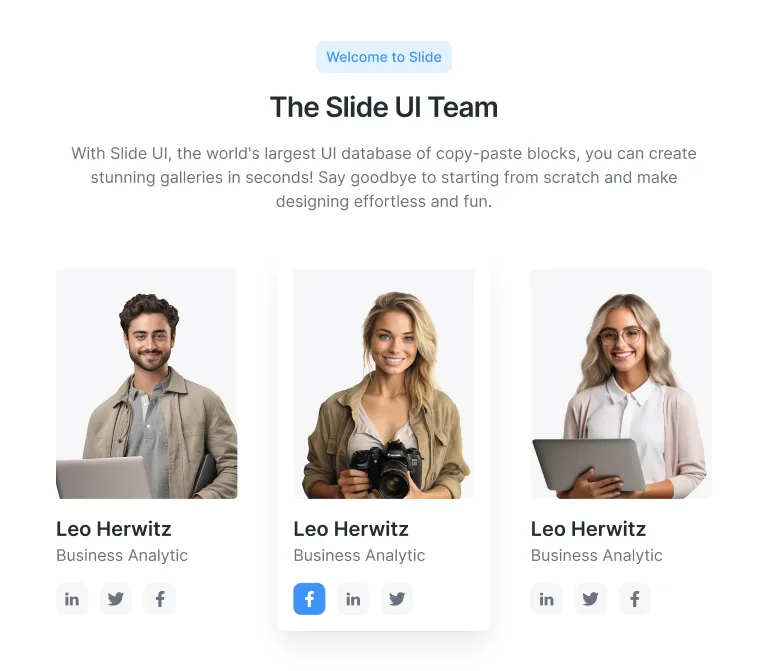 Welcome to Slide
The Slide UI Team
With Slide UI, the world's largest UI database of copy-paste blocks, you can create
stunning galleries in seconds! Say goodbye to starting from scratch and make
designing effortless and fun.
Leo Herwitz
Business Analytic
in
f
Leo Herwitz
Business Analytic
f
in
Leo Herwitz
Business Analytic
in
f